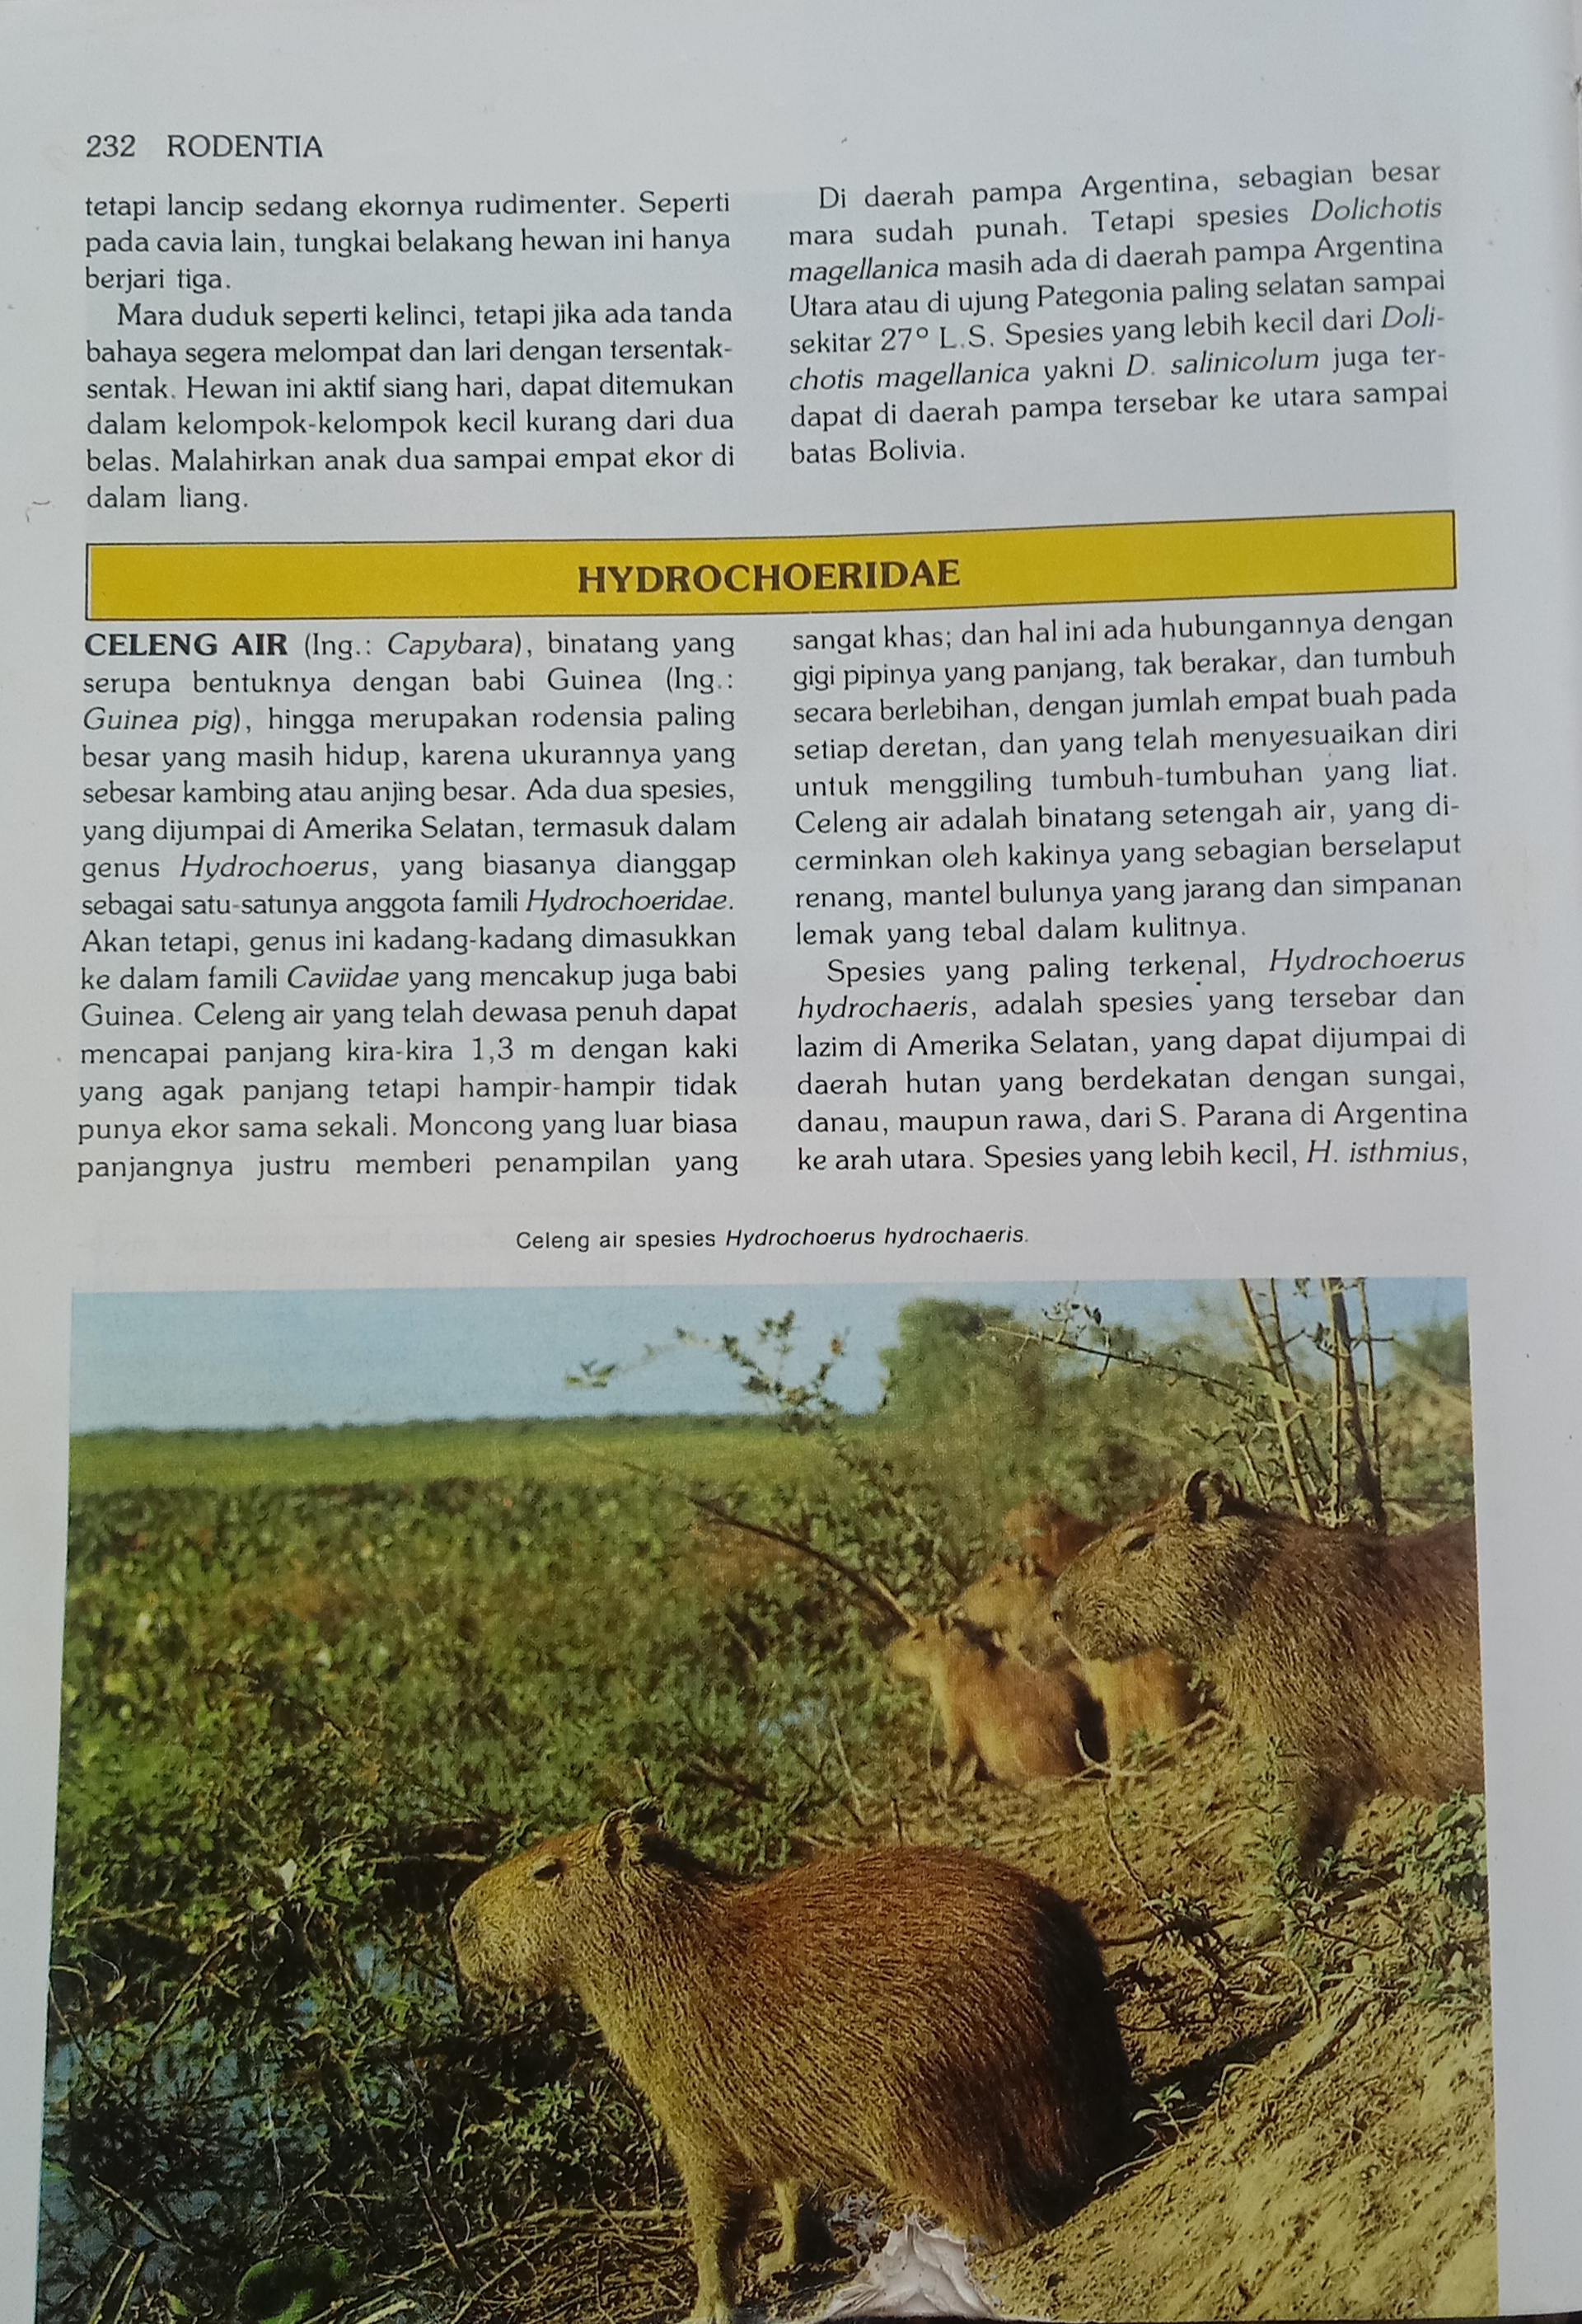 232 RODENTIA
tetapi lancip sedang ekornya rudimenter. Seperti
pada cavia lain, tungkai belakang hewan ini hanya
berjari tiga.
Mara duduk seperti kelinci, tetapi jika ada tanda
bahaya segera melompat dan lari dengan tersentak-
sentak. Hewan ini aktif siang hari, dapat ditemukan
dalam kelompok-kelompok kecil kurang dari dua
belas. Malahirkan anak dua sampai empat ekor di
dalam liang.
Di daerah pampa Argentina, sebagian besar
mara sudah punah. Tetapi spesies Dolichotis
magellanica masih ada di daerah pampa Argentina
Utara atau di ujung Pategonia paling selatan sampai
sekitar 27° L.S. Spesies yang lebih kecil dari Doli-
chotis magellanica yakni D. salinicolum juga ter-
dapat di daerah pampa tersebar ke utara sampai
batas Bolivia.
HYDROCHOERIDAE
CELENG AIR (Ing.: Capybara), binatang yang
serupa bentuknya dengan babi Guinea (Ing.:
Guinea pig), hingga merupakan rodensia paling
besar yang masih hidup, karena ukurannya yang
sebesar kambing atau anjing besar. Ada dua spesies,
yang dijumpai di Amerika Selatan, termasuk dalam
genus Hydrochoerus, yang biasanya dianggap
sebagai satu-satunya anggota famili Hydrochoeridae.
Akan tetapi, genus ini kadang-kadang dimasukkan
ke dalam famili Caviidae yang mencakup juga babi
Guinea. Celeng air yang telah dewasa penuh dapat
mencapai panjang kira-kira 1,3 m dengan kaki
yang agak panjang tetapi hampir-hampir tidak
punya ekor sama sekali. Moncong yang luar biasa
panjangnya justru memberi penampilan yang
sangat khas; dan hal ini ada hubungannya dengan
gigi pipinya yang panjang, tak berakar, dan tumbuh
secara berlebihan, dengan jumlah empat buah pada
setiap deretan, dan yang telah menyesuaikan diri
untuk menggiling tumbuh-tumbuhan yang liat.
Celeng air adalah binatang setengah air, yang di-
cerminkan oleh kakinya yang sebagian berselaput
renang, mantel bulunya yang jarang dan simpanan
lemak yang tebal dalam kulitnya.
Spesies yang paling terkenal, Hydrochoerus
hydrochaeris, adalah spesies yang tersebar dan
lazim di Amerika Selatan, yang dapat dijumpai di
daerah hutan yang berdekatan dengan sungai,
danau, maupun rawa, dari S. Parana di Argentina
ke arah utara. Spesies yang lebih kecil, H. isthmius,
Celeng air spesies Hydrochoerus hydrochaeris.